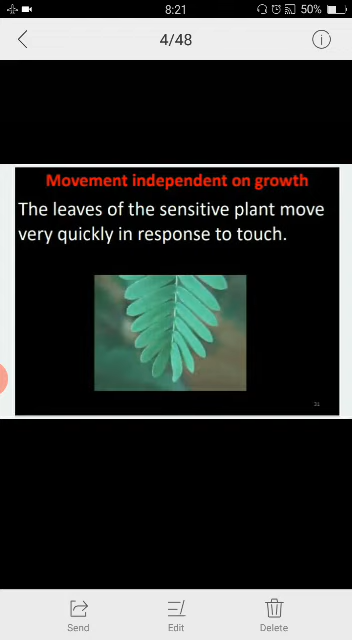 8:21
50%
4/48
Movement independent on growth
The leaves of the sensitive plant move
very quickly in response to touch.
Send
Edit
Delete